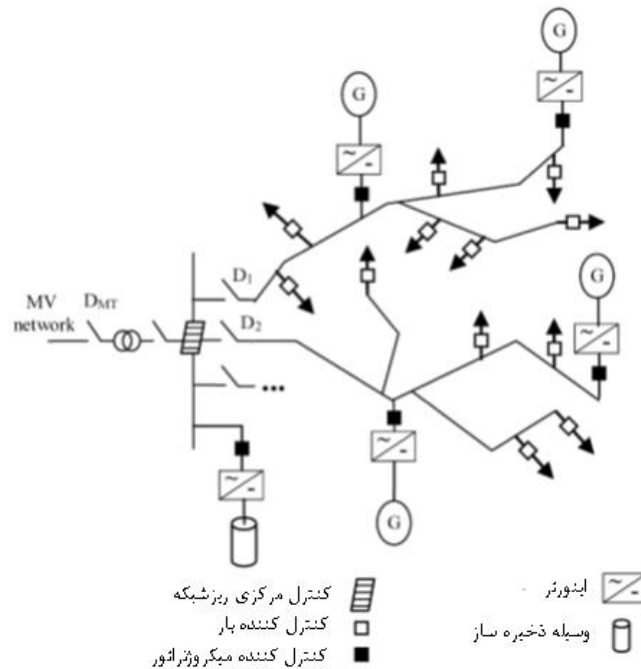 G
G
D₁
MV
network
D_MT
D₂
G
...
G
کنترل مرکزی ریزشبکه
کنترل کننده بار
کنترل کننده میکروژنراتور
اینورتر
وسیله ذخیره ساز